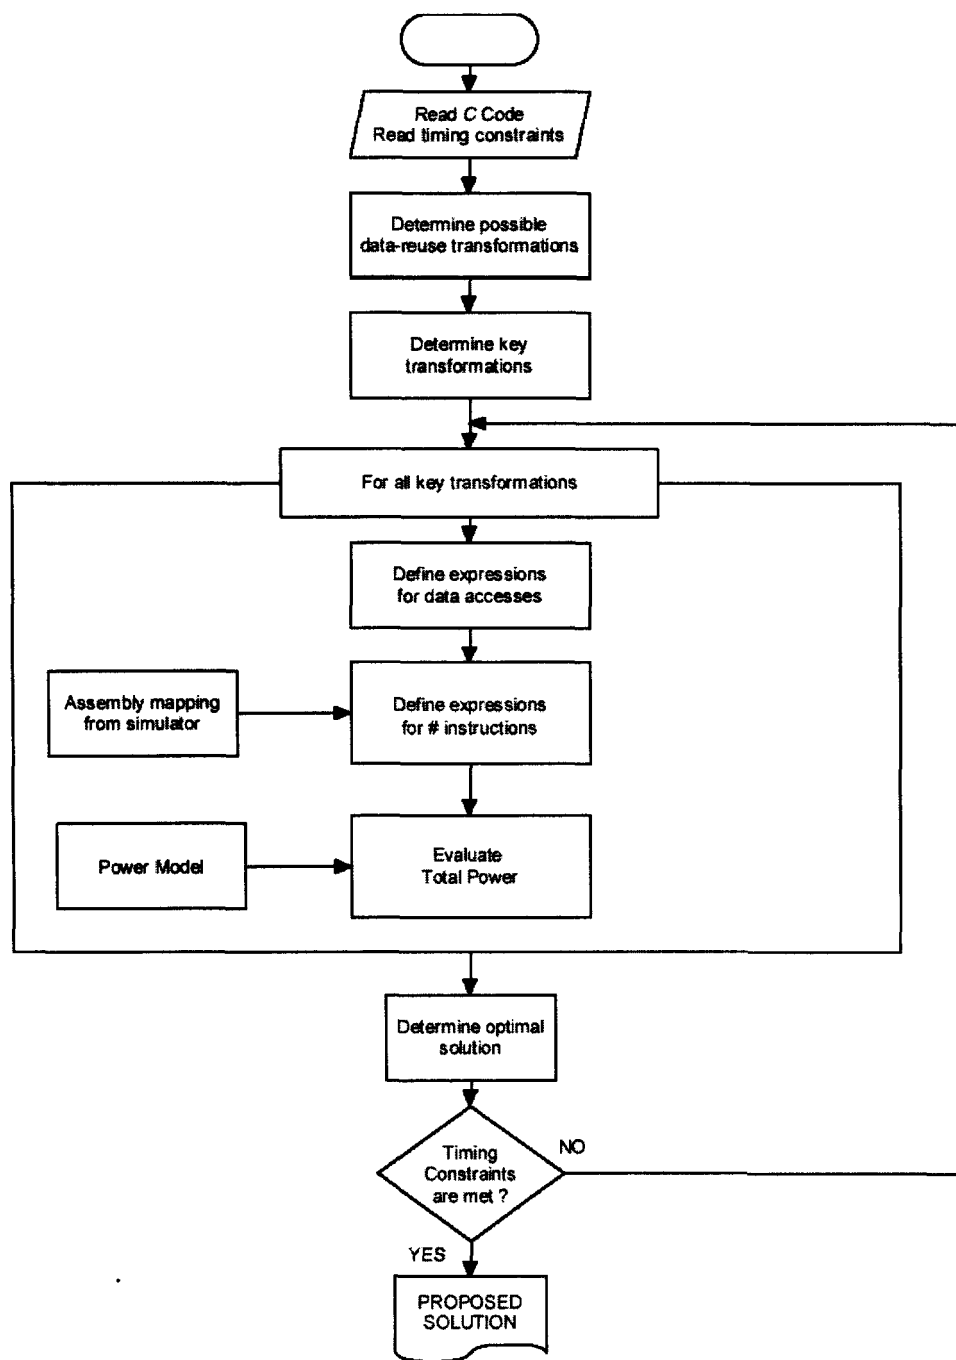 Read C Code
Read timing constraints
Determine possible
data-reuse transformations
Determine key
transformations
For all key transformations
Define expressions
for data accesses
Assembly mapping
from simulator
Define expressions
for # instructions
Power Model
Evaluate
Total Power
Determine optimal
solution
Timing
Constraints
are met ?
NO
YES
PROPOSED
SOLUTION